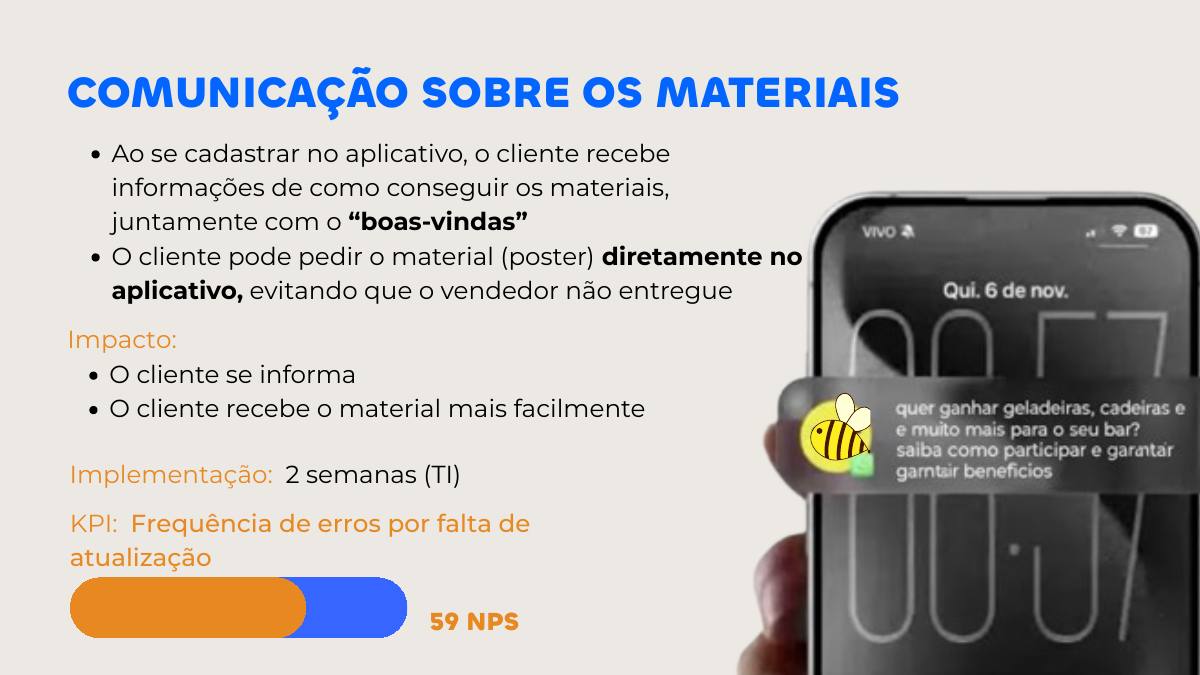 COMUNICAÇÃO SOBRE OS MATERIAIS
Ao se cadastrar no aplicativo, o cliente recebe
informações de como conseguir os materiais,
juntamente com o “boas-vindas”
O cliente pode pedir o material (poster) diretamente no
aplicativo, evitando que o vendedor não entregue
Impacto:
O cliente se informa
O cliente recebe o material mais facilmente
Implementação: 2 semanas (TI)
KPI: Frequência de erros por falta de
atualização
59 NPS
VIVO
67
Qui. 6 de nov.
00:57
quer ganhar geladeiras, cadeiras e
e muito mais para o seu bar?
saiba como participar e garantar
garntair beneficios